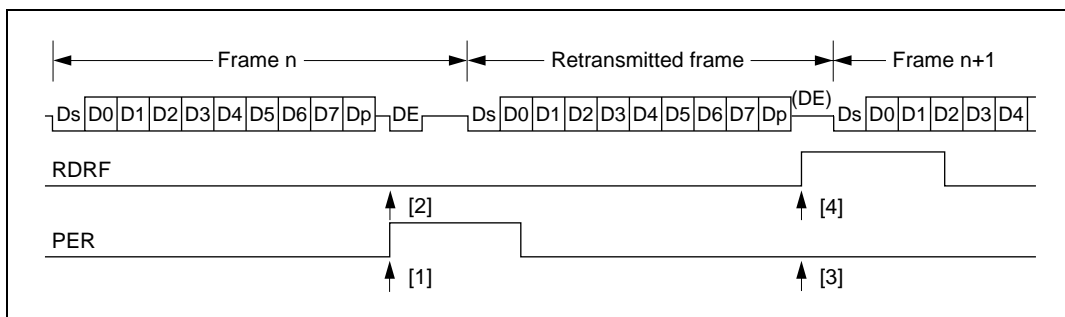 Frame n Retransmitted frame Frame n+1
Ds D0 D1 D2 D3 D4 D5 D6 D7 Dp DE Ds D0 D1 D2 D3 D4 D5 D6 D7 Dp (DE) Ds D0 D1 D2 D3 D4
RDRF
[2] [4]
PER
[1] [3]